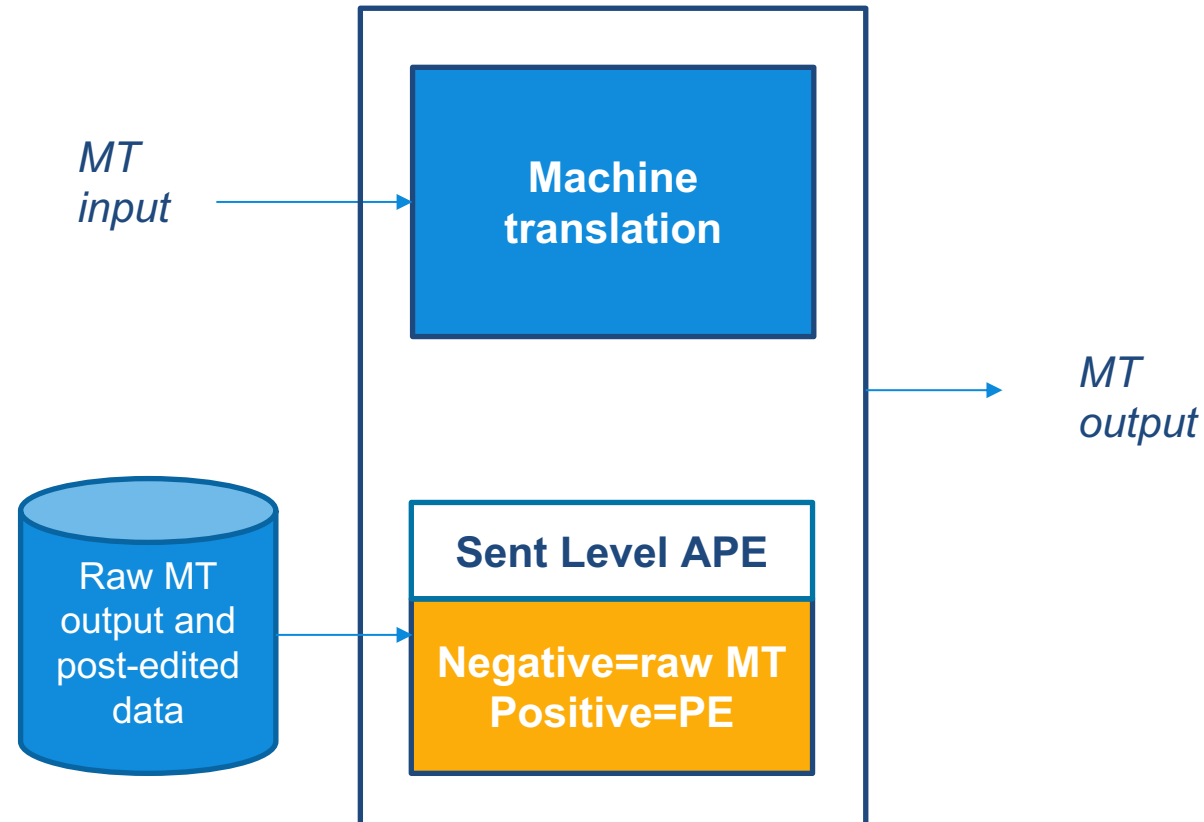 MT
input
Machine
translation
MT
output
Raw MT
output and
post-edited
data
Sent Level APE
Negative=raw MT
Positive=PE